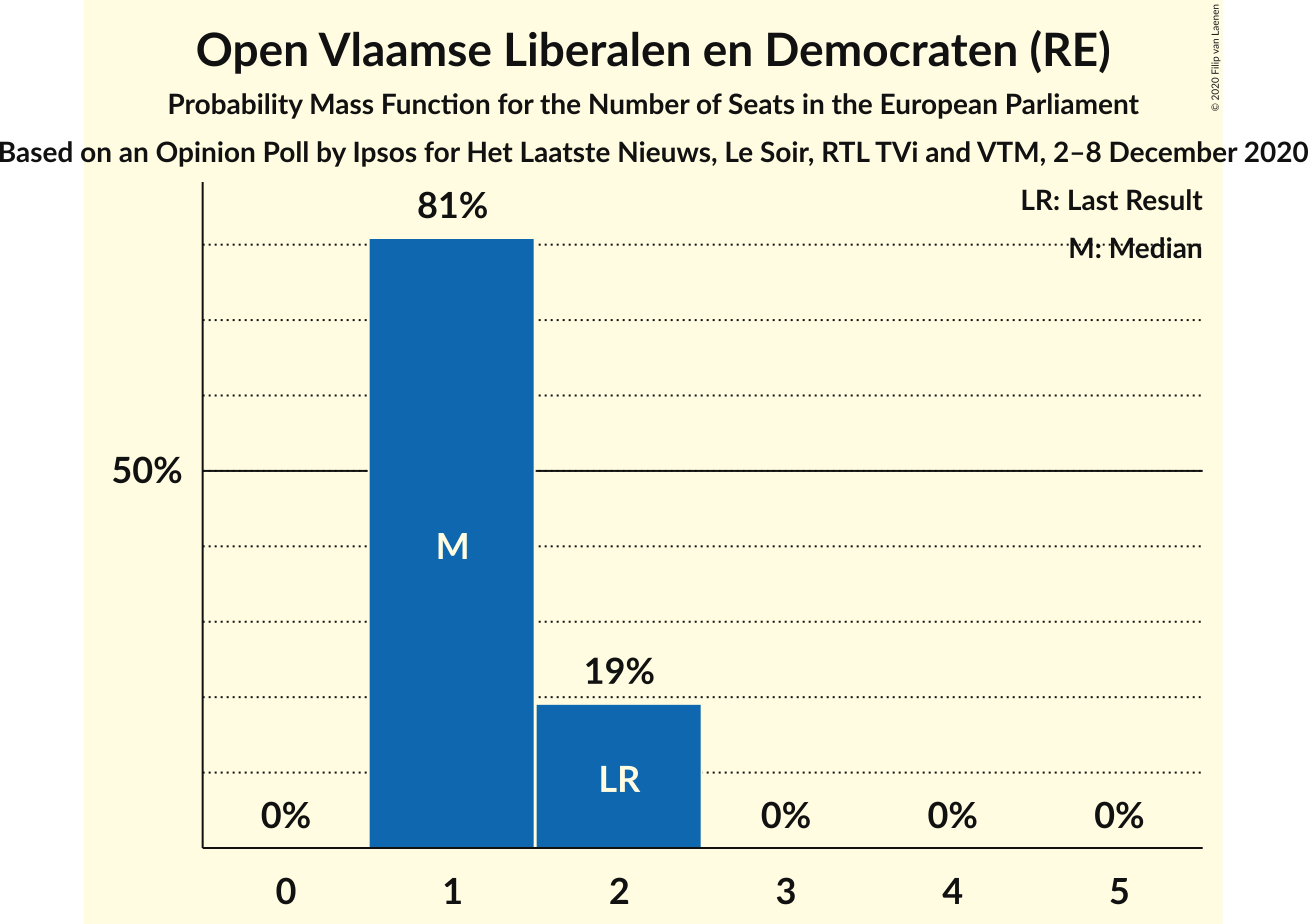 Open Vlaamse Liberalen en Democraten (RE)
Probability Mass Function for the Number of Seats in the European Parliament
Based on an Opinion Poll by Ipsos for Het Laatste Nieuws, Le Soir, RTL TVi and VTM, 2–8 December 2020
© 2020 Filip van Laenen
LR: Last Result
M: Median
81%
50%
M
19%
LR
0%
0%
0%
0%
0 1 2 3 4 5